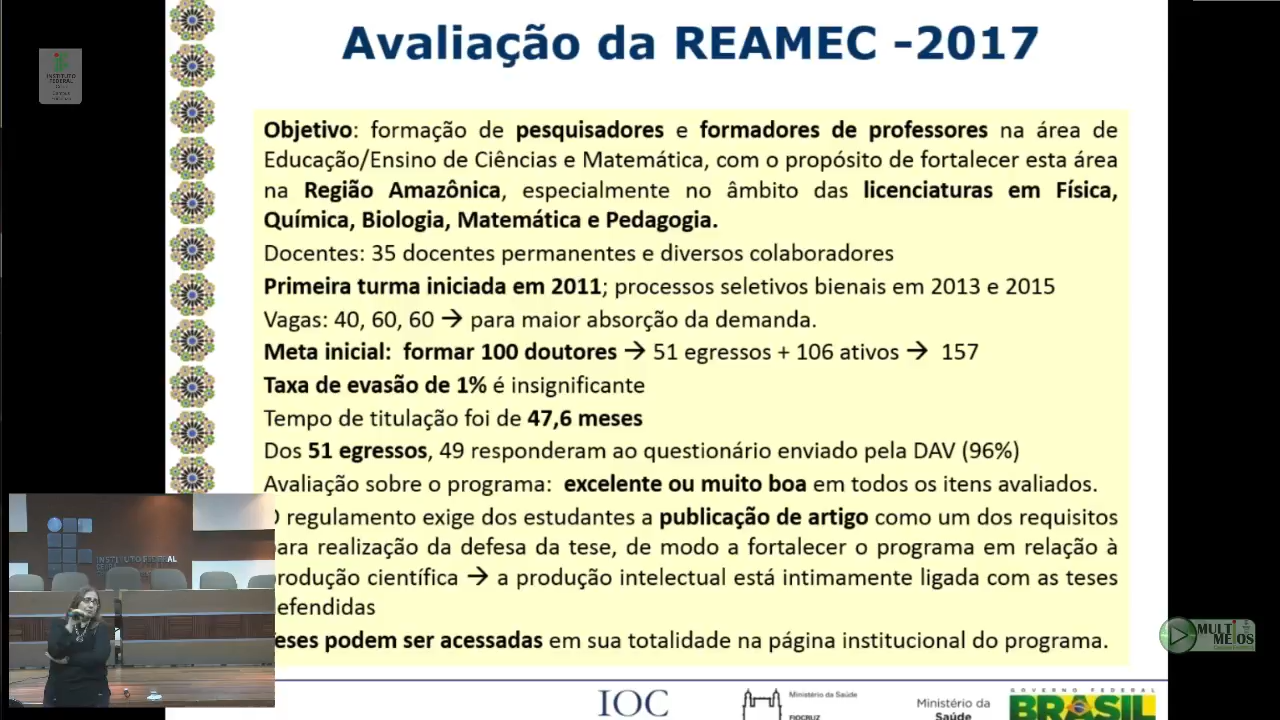 Avaliação da REAMEC -2017
INSTITUTO
FEDERAL
Objetivo: formação de pesquisadores e formadores de professores na área de
Educação/Ensino de Ciências e Matemática, com o propósito de fortalecer esta área
na Região Amazônica, especialmente no âmbito das licenciaturas em Física,
Química, Biologia, Matemática e Pedagogia.
Docentes: 35 docentes permanentes e diversos colaboradores
Primeira turma iniciada em 2011; processos seletivos bienais em 2013 e 2015
Vagas: 40, 60, 60 → para maior absorção da demanda.
Meta inicial: formar 100 doutores → 51 egressos + 106 ativos → 157
Taxa de evasão de 1% é insignificante
Tempo de titulação foi de 47,6 meses
Dos 51 egressos, 49 responderam ao questionário enviado pela DAV (96%)
Avaliação sobre o programa: excelente ou muito boa em todos os itens avaliados.
O regulamento exige dos estudantes a publicação de artigo como um dos requisitos
para realização da defesa da tese, de modo a fortalecer o programa em relação à
produção científica → a produção intelectual está intimamente ligada com as teses
defendidas
Teses podem ser acessadas em sua totalidade na página institucional do programa.
INSTITUTO FEDERAL
MULTIMEIOS
IOC
Ministério da Saúde
FIOCRUZ
Ministério da
Saúde
GOVERNO FEDERAL
BRASIL